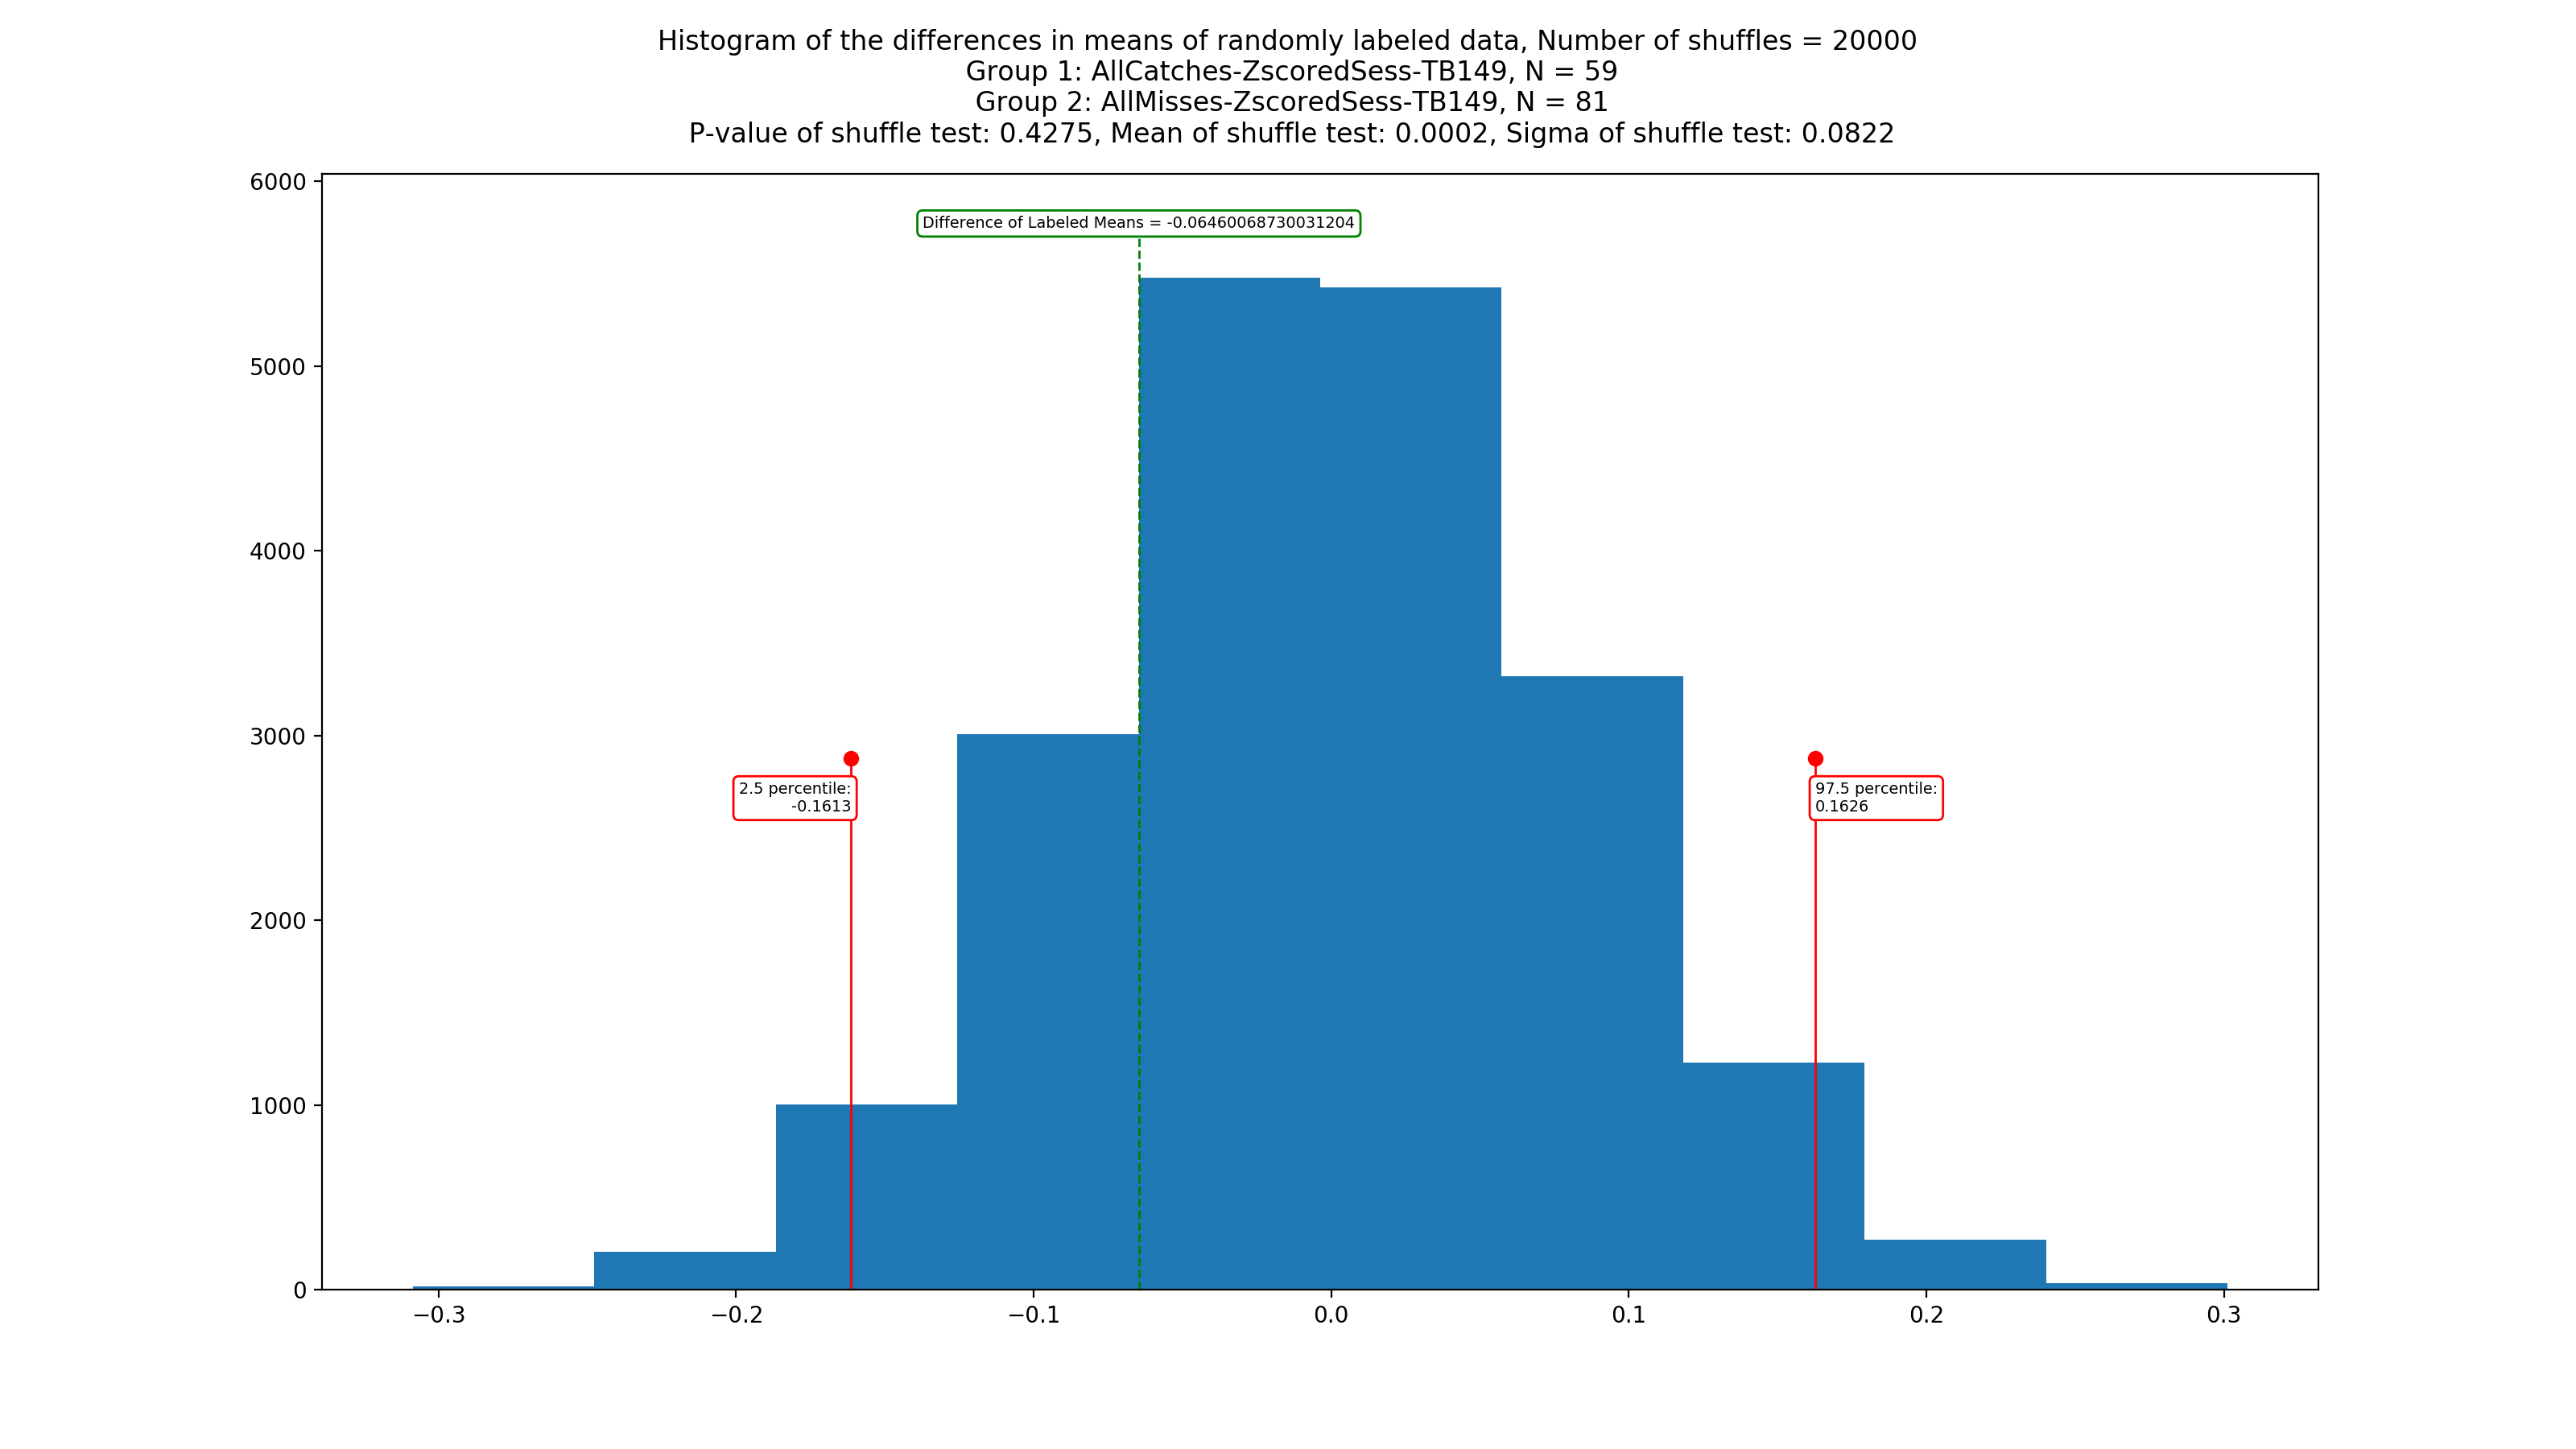 Histogram of the differences in means of randomly labeled data, Number of shuffles = 20000
Group 1: AllCatches-ZscoredSess-TB149, N = 59
Group 2: AllMisses-ZscoredSess-TB149, N = 81
P-value of shuffle test: 0.4275, Mean of shuffle test: 0.0002, Sigma of shuffle test: 0.0822
6000
Difference of Labeled Means = -0.06460068730031204
5000
4000
3000
2.5 percentile:
-0.1613
97.5 percentile:
0.1626
2000
1000
0
−0.3
−0.2
−0.1
0.0
0.1
0.2
0.3